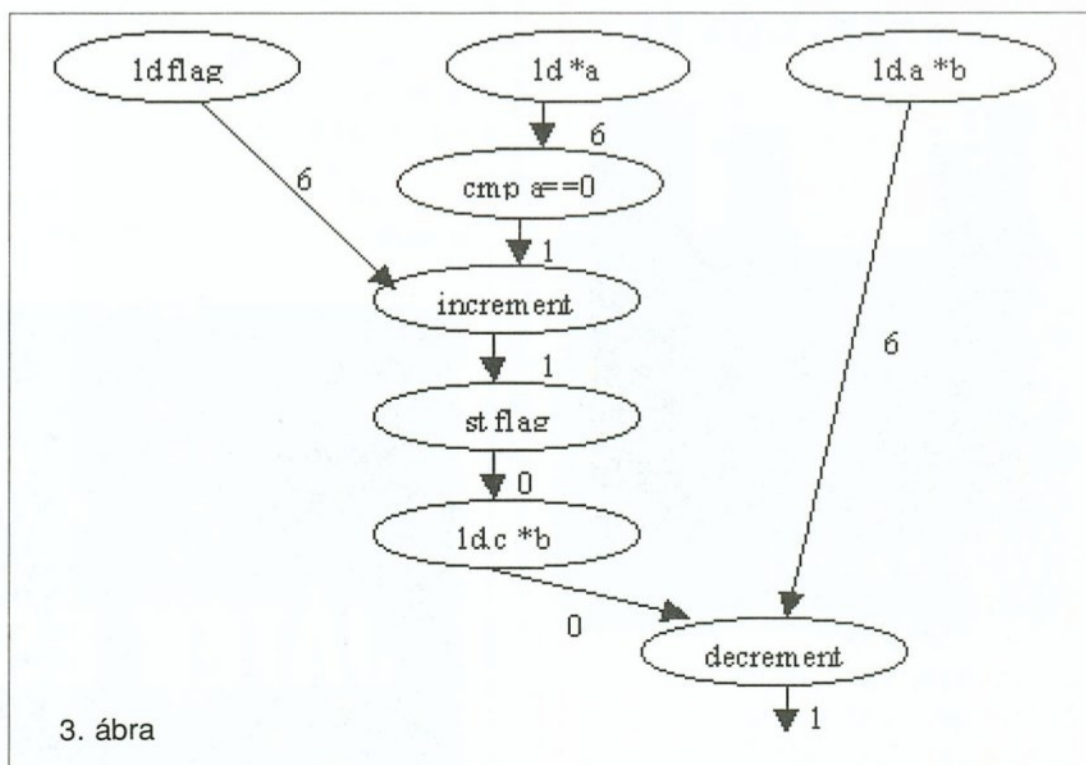 ld flag
ld *a
ld.a *b
6
6
cmp a==0
1
increment
6
1
st flag
0
ld.c *b
0
decrement
1
3. ábra